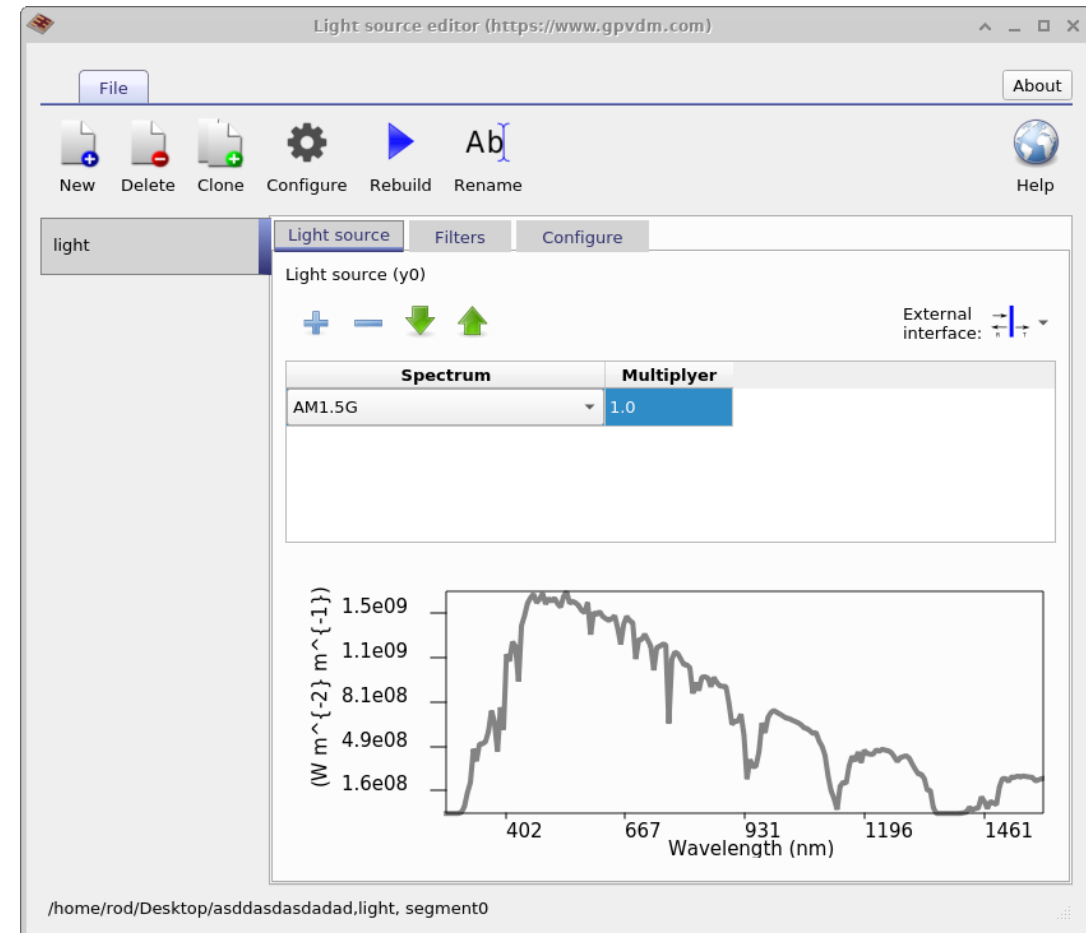 Light source editor (https://www.gpvdm.com)
File
About
Ab
New Delete Clone Configure Rebuild Rename Help
light
Light source Filters Configure
Light source (y0)
External
interface:
R T
Spectrum Multiplyer
AM1.5G 1.0
(W m^{-2} m^{-1})
1.5e09
1.1e09
8.1e08
4.9e08
1.6e08
402 667 931 1196 1461
Wavelength (nm)
/home/rod/Desktop/asddasdasdadad,light, segment0